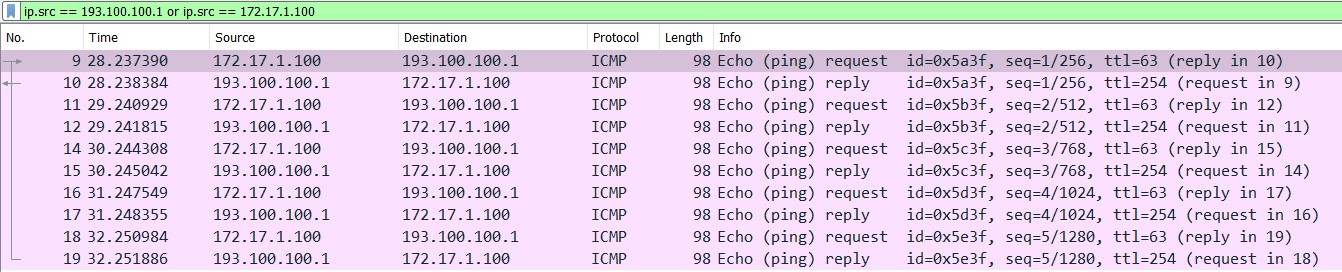 ip.src == 193.100.100.1 or ip.src == 172.17.1.100
No. Time Source Destination Protocol Length Info
9 28.237390 172.17.1.100 193.100.100.1 ICMP 98 Echo (ping) request id=0x5a3f, seq=1/256, ttl=63 (reply in 10)
10 28.238384 193.100.100.1 172.17.1.100 ICMP 98 Echo (ping) reply id=0x5a3f, seq=1/256, ttl=254 (request in 9)
11 29.240929 172.17.1.100 193.100.100.1 ICMP 98 Echo (ping) request id=0x5b3f, seq=2/512, ttl=63 (reply in 12)
12 29.241815 193.100.100.1 172.17.1.100 ICMP 98 Echo (ping) reply id=0x5b3f, seq=2/512, ttl=254 (request in 11)
14 30.244308 172.17.1.100 193.100.100.1 ICMP 98 Echo (ping) request id=0x5c3f, seq=3/768, ttl=63 (reply in 15)
15 30.245042 193.100.100.1 172.17.1.100 ICMP 98 Echo (ping) reply id=0x5c3f, seq=3/768, ttl=254 (request in 14)
16 31.247549 172.17.1.100 193.100.100.1 ICMP 98 Echo (ping) request id=0x5d3f, seq=4/1024, ttl=63 (reply in 17)
17 31.248355 193.100.100.1 172.17.1.100 ICMP 98 Echo (ping) reply id=0x5d3f, seq=4/1024, ttl=254 (request in 16)
18 32.250984 172.17.1.100 193.100.100.1 ICMP 98 Echo (ping) request id=0x5e3f, seq=5/1280, ttl=63 (reply in 19)
19 32.251886 193.100.100.1 172.17.1.100 ICMP 98 Echo (ping) reply id=0x5e3f, seq=5/1280, ttl=254 (request in 18)